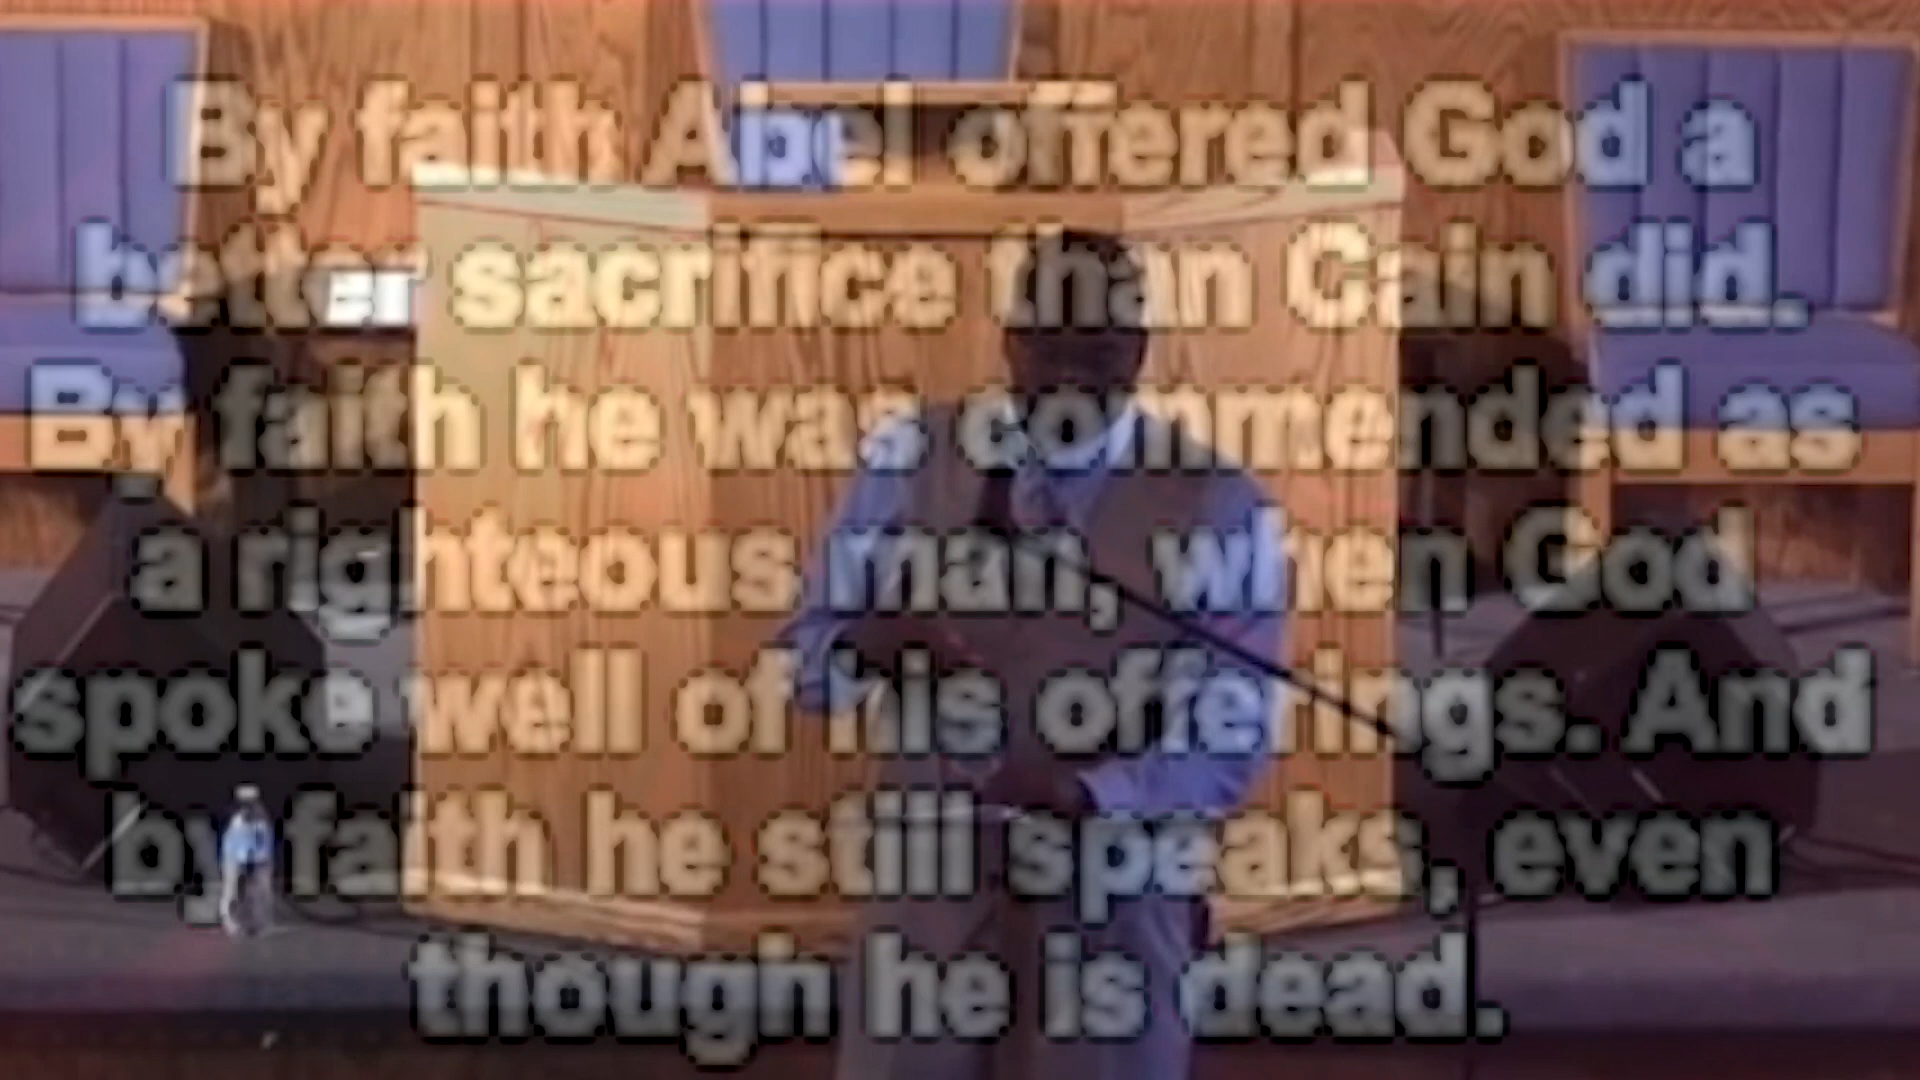 By faith Abel offered God a
better sacrifice than Cain did.
By faith he was commended as
a righteous man, when God
spoke well of his offerings. And
by faith he still speaks, even
though he is dead.